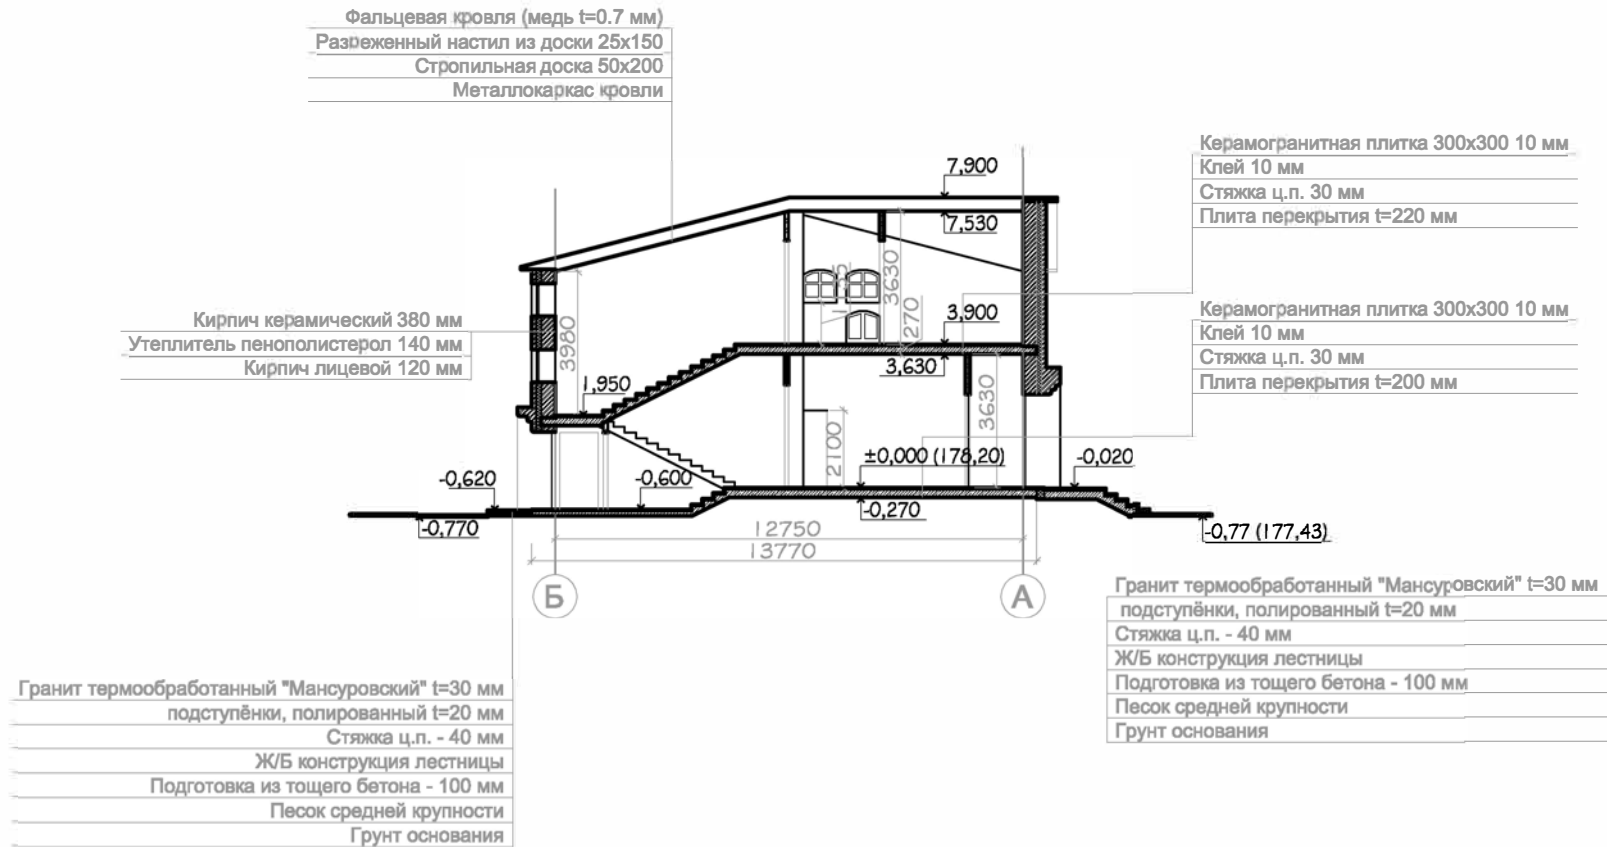 Фальцевая кровля (медь t=0.7 мм)
Разреженный настил из доски 25х150
Стропильная доска 50х200
Металлокаркас кровли
Керамогранитная плитка 300х300 10 мм
Клей 10 мм
Стяжка ц.п. 30 мм
Плита перекрытия t=220 мм
7,900
7,530
3630
270
3,900
3,630
Керамогранитная плитка 300х300 10 мм
Клей 10 мм
Стяжка ц.п. 30 мм
Плита перекрытия t=200 мм
Кирпич керамический 380 мм
Утеплитель пенополистерол 140 мм
Кирпич лицевой 120 мм
3980
1,950
3630
2100
±0,000 (178,20)
-0,020
-0,620
-0,600
-0,270
-0,770
-0,77 (177,43)
12750
13770
Б
А
Гранит термообработанный "Мансуровский" t=30 мм
подступёнки, полированный t=20 мм
Стяжка ц.п. - 40 мм
Ж/Б конструкция лестницы
Подготовка из тощего бетона - 100 мм
Песок средней крупности
Грунт основания
Гранит термообработанный "Мансуровский" t=30 мм
подступёнки, полированный t=20 мм
Стяжка ц.п. - 40 мм
Ж/Б конструкция лестницы
Подготовка из тощего бетона - 100 мм
Песок средней крупности
Грунт основания